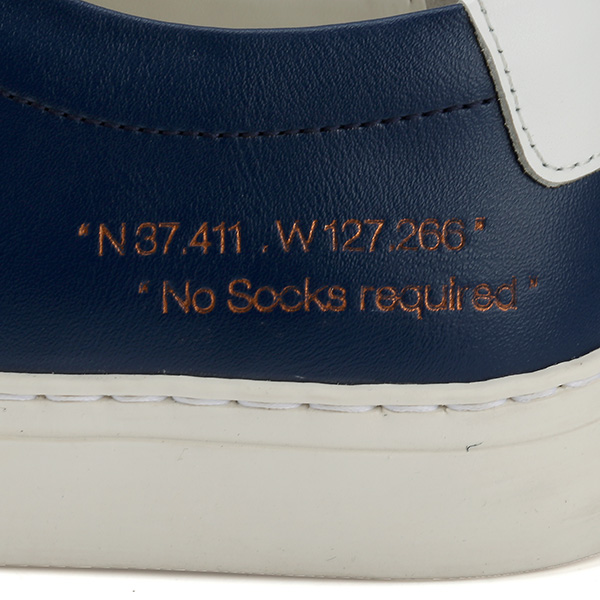 "N 37.411 . W 127.266"
"No Socks required"